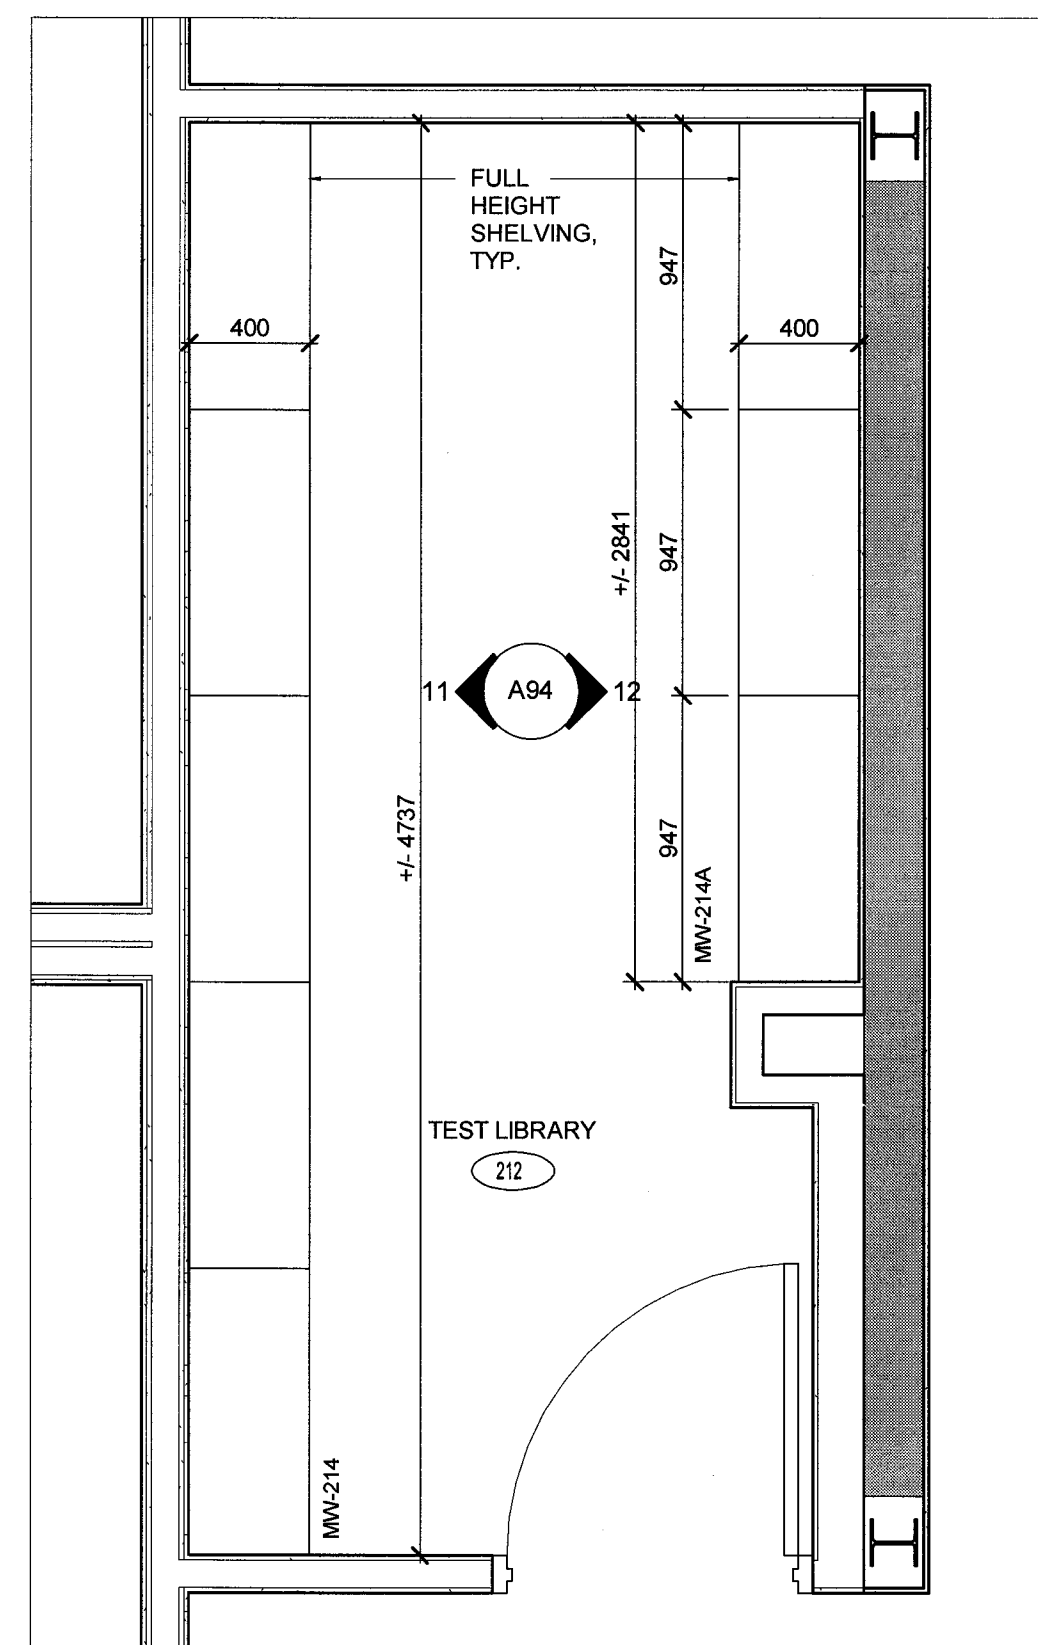 FULL
HEIGHT
SHELVING,
TYP.
947
400
400
+/- 2841
947
11
A94
12
+/- 4737
947
MW-214A
TEST LIBRARY
212
MW-214